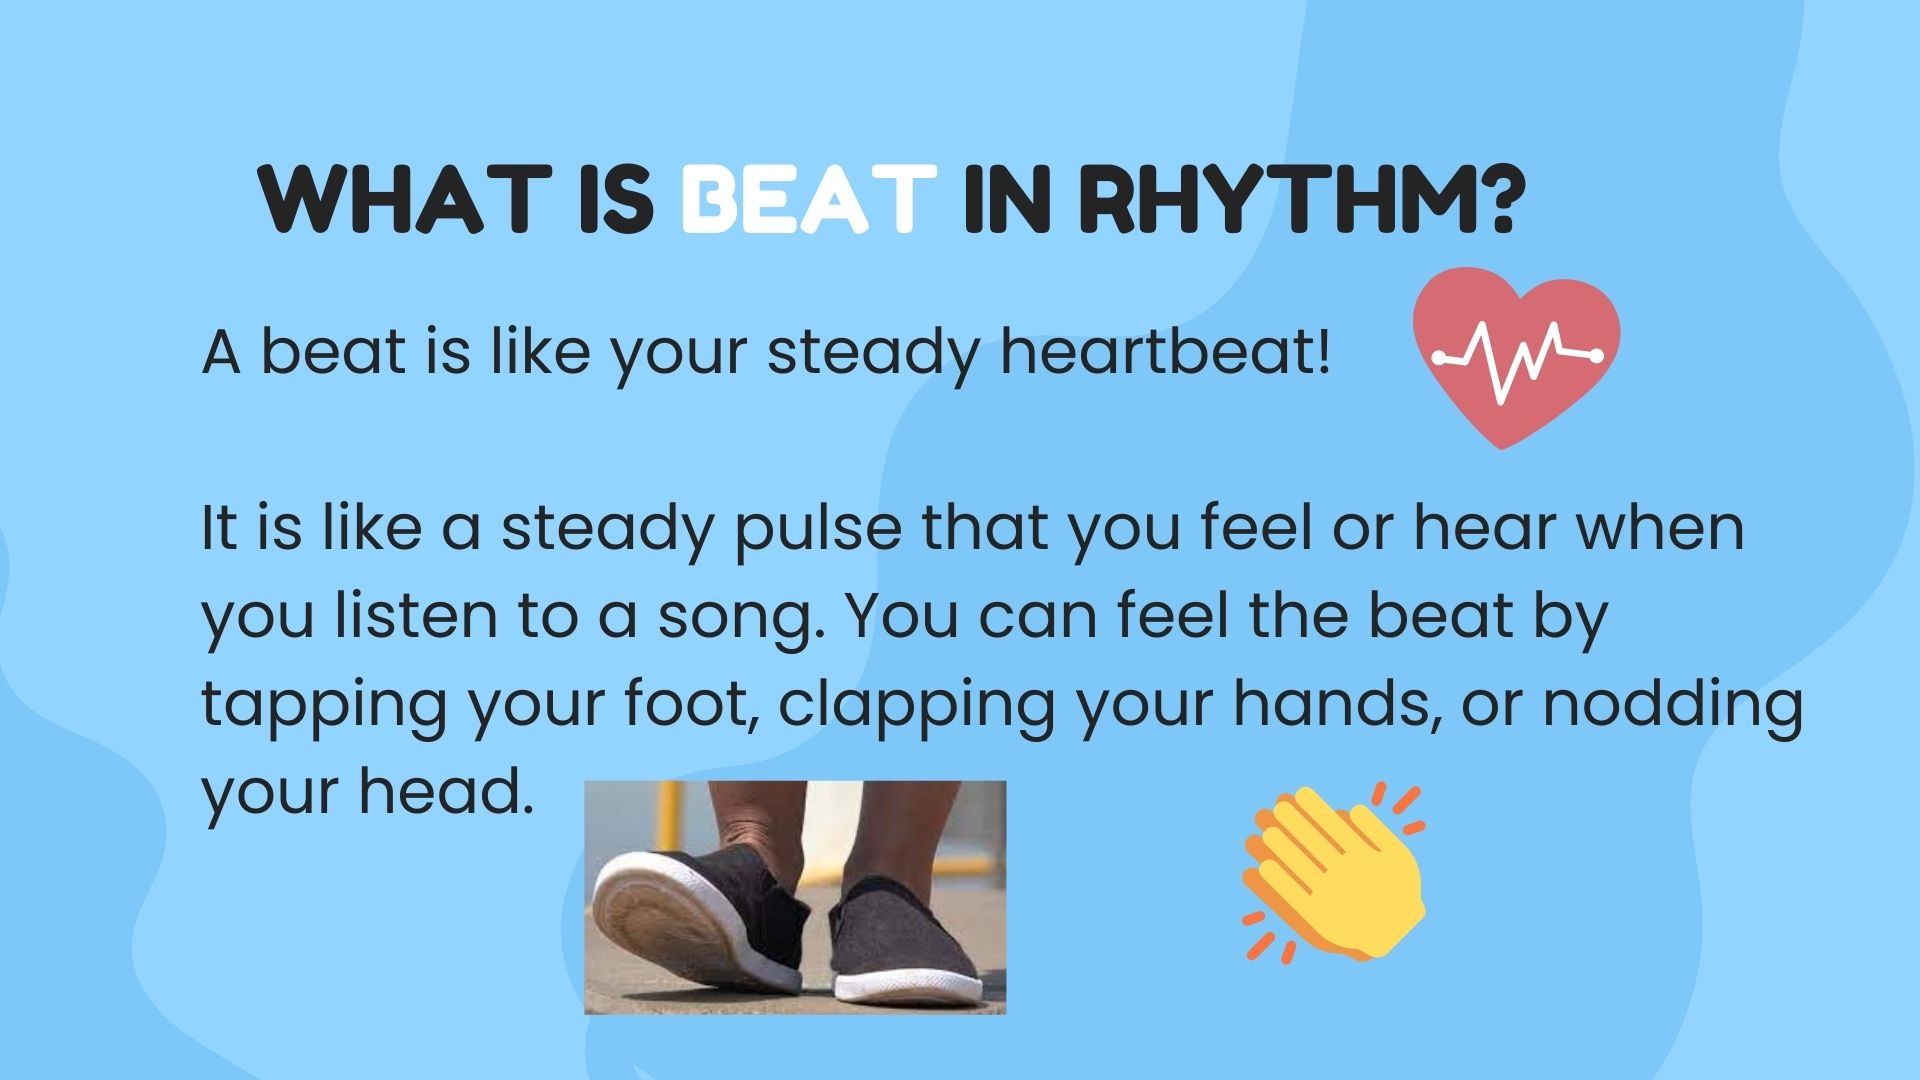 WHAT IS BEAT IN RHYTHM?
A beat is like your steady heartbeat!
It is like a steady pulse that you feel or hear when
you listen to a song. You can feel the beat by
tapping your foot, clapping your hands, or nodding
your head.